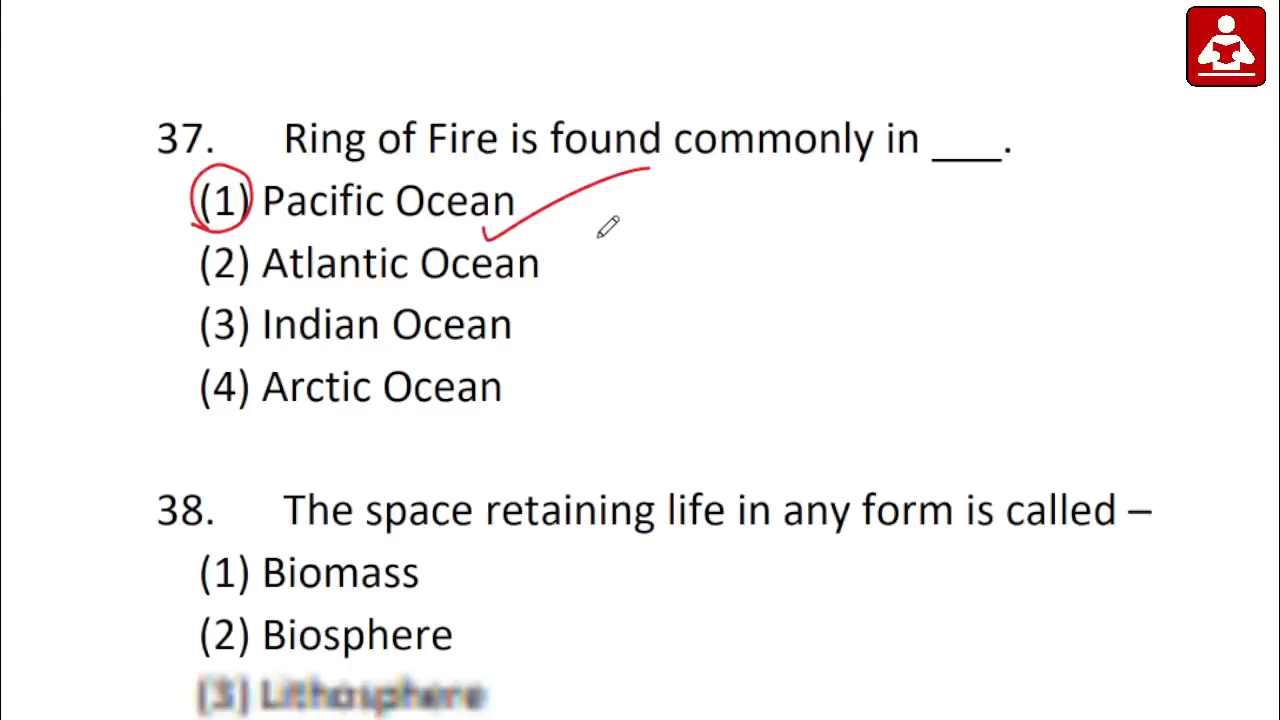 37. Ring of Fire is found commonly in ___.
(1) Pacific Ocean
(2) Atlantic Ocean
(3) Indian Ocean
(4) Arctic Ocean
38. The space retaining life in any form is called –
(1) Biomass
(2) Biosphere
(3) Lithosphere